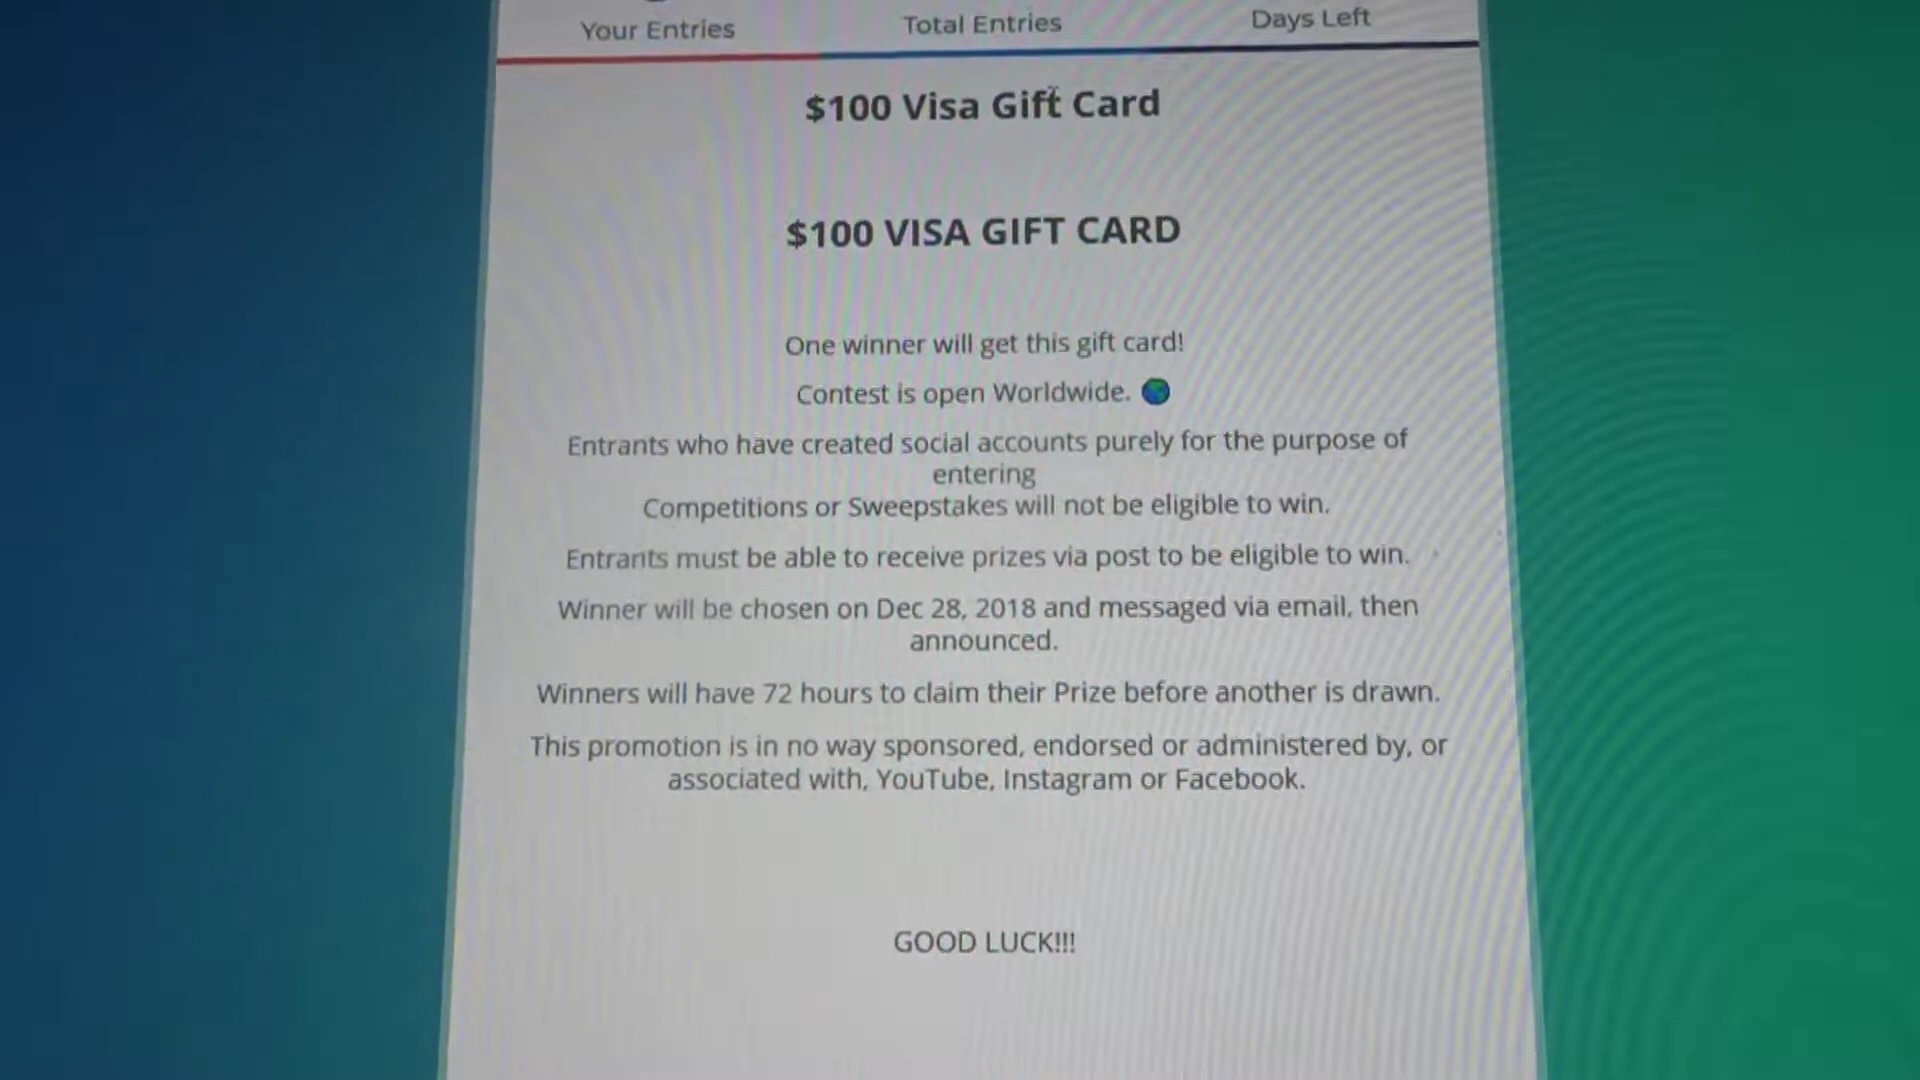 Your Entries Total Entries Days Left
$100 Visa Gift Card
$100 VISA GIFT CARD
One winner will get this gift card!
Contest is open Worldwide. 🌎
Entrants who have created social accounts purely for the purpose of
entering
Competitions or Sweepstakes will not be eligible to win.
Entrants must be able to receive prizes via post to be eligible to win.
Winner will be chosen on Dec 28, 2018 and messaged via email, then
announced.
Winners will have 72 hours to claim their Prize before another is drawn.
This promotion is in no way sponsored, endorsed or administered by, or
associated with, YouTube, Instagram or Facebook.
GOOD LUCK!!!